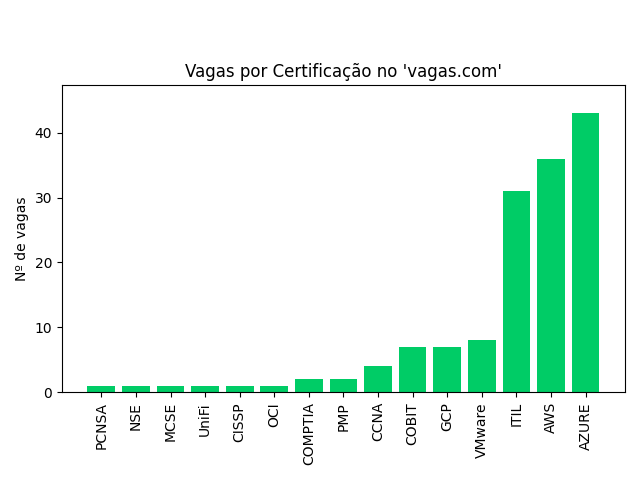 Vagas por Certificação no 'vagas.com'
Nº de vagas
40
30
20
10
0
PCNSA
NSE
MCSE
UniFi
CISSP
OCI
COMPTIA
PMP
CCNA
COBIT
GCP
VMware
ITIL
AWS
AZURE